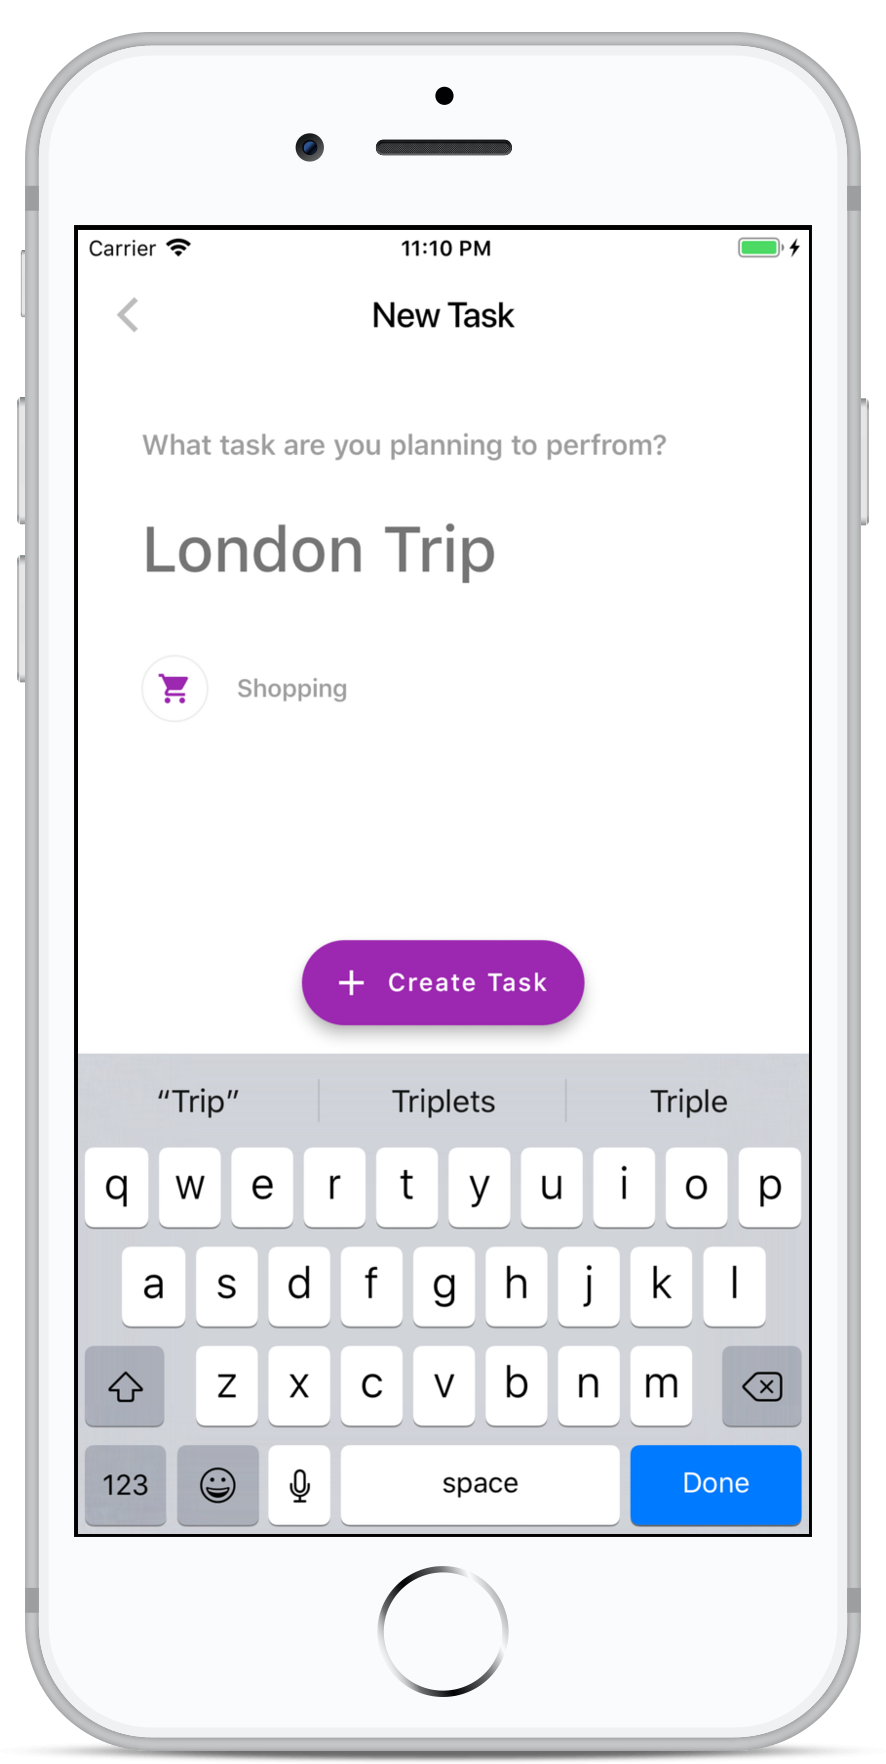 Carrier 11:10 PM
New Task
What task are you planning to perfrom?
London Trip
Shopping
+ Create Task
“Trip” Triplets Triple
q w e r t y u i o p
a s d f g h j k l
z x c v b n m
123 space Done